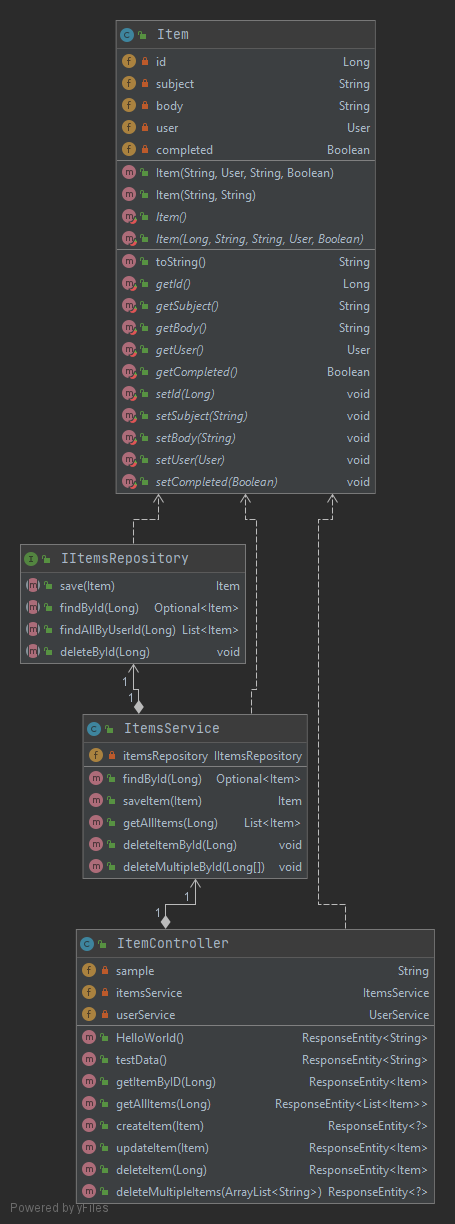 Item
id Long
subject String
body String
user User
completed Boolean
Item(String, User, String, Boolean)
Item(String, String)
Item()
Item(Long, String, String, User, Boolean)
toString() String
getId() Long
getSubject() String
getBody() String
getUser() User
getCompleted() Boolean
setId(Long) void
setSubject(String) void
setBody(String) void
setUser(User) void
setCompleted(Boolean) void
IItemsRepository
save(Item) Item
findById(Long) Optional<Item>
findAllByUserId(Long) List<Item>
deleteById(Long) void
1
1
ItemsService
itemsRepository IItemsRepository
findById(Long) Optional<Item>
saveItem(Item) Item
getAllItems(Long) List<Item>
deleteItemById(Long) void
deleteMultipleById(Long[]) void
1
1
ItemController
sample String
itemsService ItemsService
userService UserService
HelloWorld() ResponseEntity<String>
testData() ResponseEntity<String>
getItemByID(Long) ResponseEntity<Item>
getAllItems(Long) ResponseEntity<List<Item>>
createItem(Item) ResponseEntity<?>
updateItem(Item) ResponseEntity<Item>
deleteItem(Long) ResponseEntity<Item>
deleteMultipleItems(ArrayList<String>) ResponseEntity<?>
Powered by yFiles